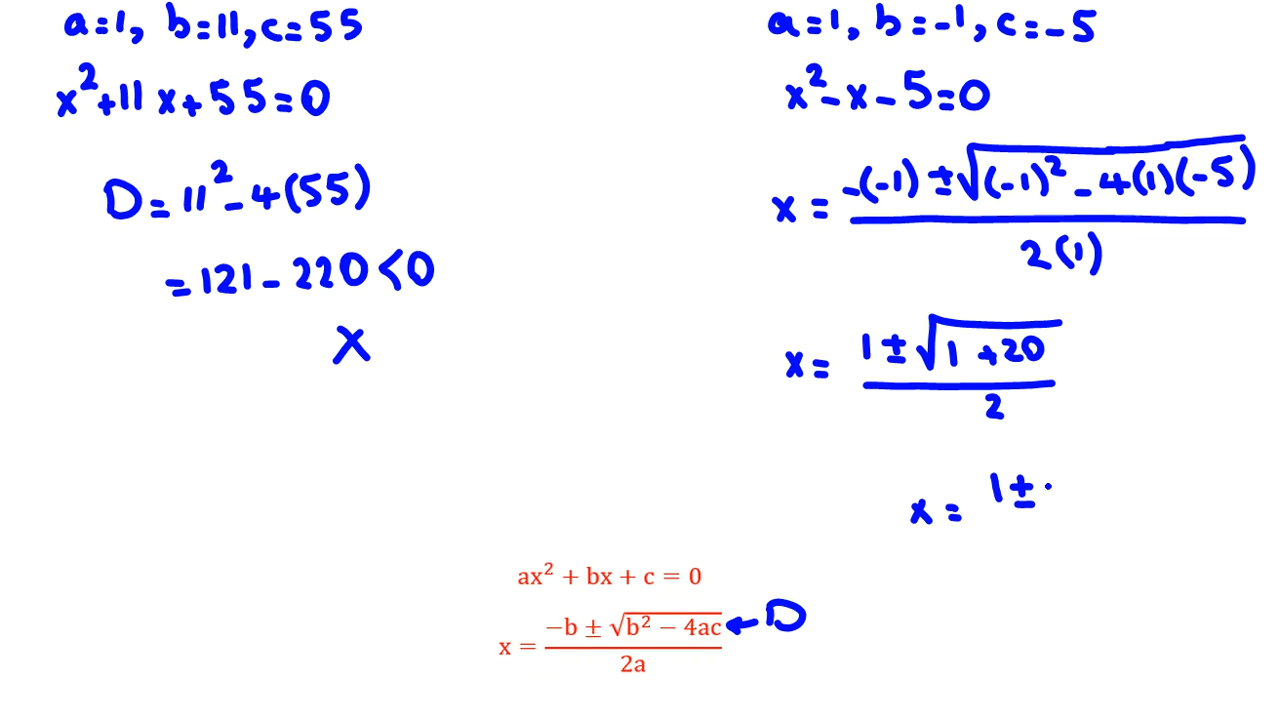 a=1, b=11, c=55
x²+11x+55=0
D=11²-4(55)
=121-220<0
X
a=1, b=-1, c=-5
x²-x-5=0
x = (-(-1)±√((-1)²-4(1)(-5)))/(2(1))
x = (1±√(1+20))/2
x = 1±
ax² + bx + c = 0
x = (−b ± √(b² − 4ac))/(2a) ← D